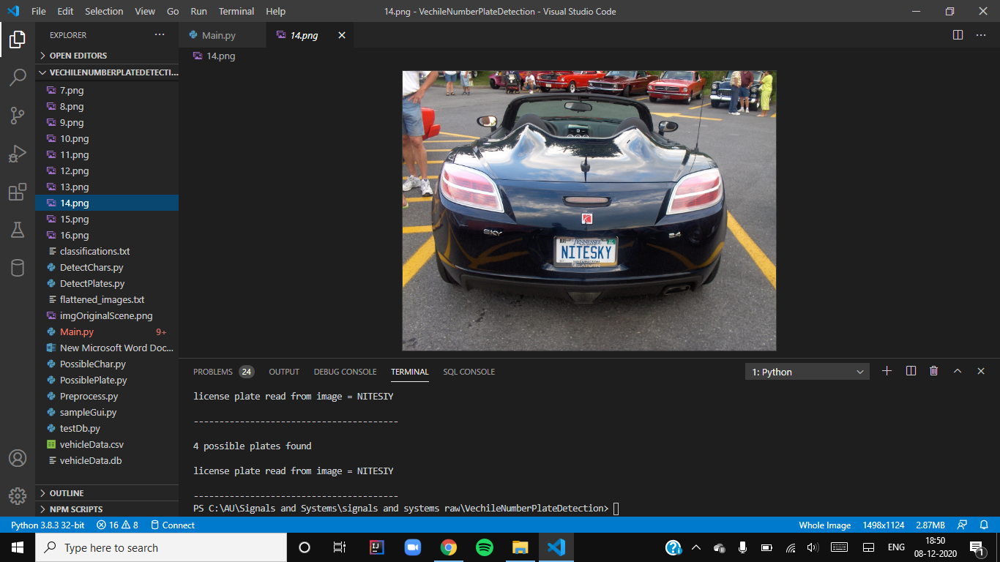 File Edit Selection View Go Run Terminal Help
14.png - VechileNumberPlateDetection - Visual Studio Code
EXPLORER ...
Main.py
14.png
OPEN EDITORS
14.png
VECHILENUMBERPLATEDETECTI...
7.png
8.png
9.png
10.png
11.png
12.png
13.png
14.png
15.png
16.png
classifications.txt
DetectChars.py
DetectPlates.py
flattened_images.txt
imgOriginalScene.png
Main.py 9+
New Microsoft Word Doc...
PossibleChar.py
PossiblePlate.py
Preprocess.py
sampleGui.py
testDb.py
vehicleData.csv
vehicleData.db
OUTLINE
NPM SCRIPTS
SKY
24
TENNESSEE
NITESKY
WASHINGTON
SATURN
PROBLEMS 24 OUTPUT DEBUG CONSOLE TERMINAL SQL CONSOLE
1: Python
license plate read from image = NITESIY
----------------------------------------
4 possible plates found
license plate read from image = NITESIY
----------------------------------------
PS C:\AU\Signals and Systems\signals and systems raw\VechileNumberPlateDetection>
Python 3.8.3 32-bit 16 8 Connect
Whole Image 1498x1124 2.87MB
Type here to search
ENG
18:50
08-12-2020
1